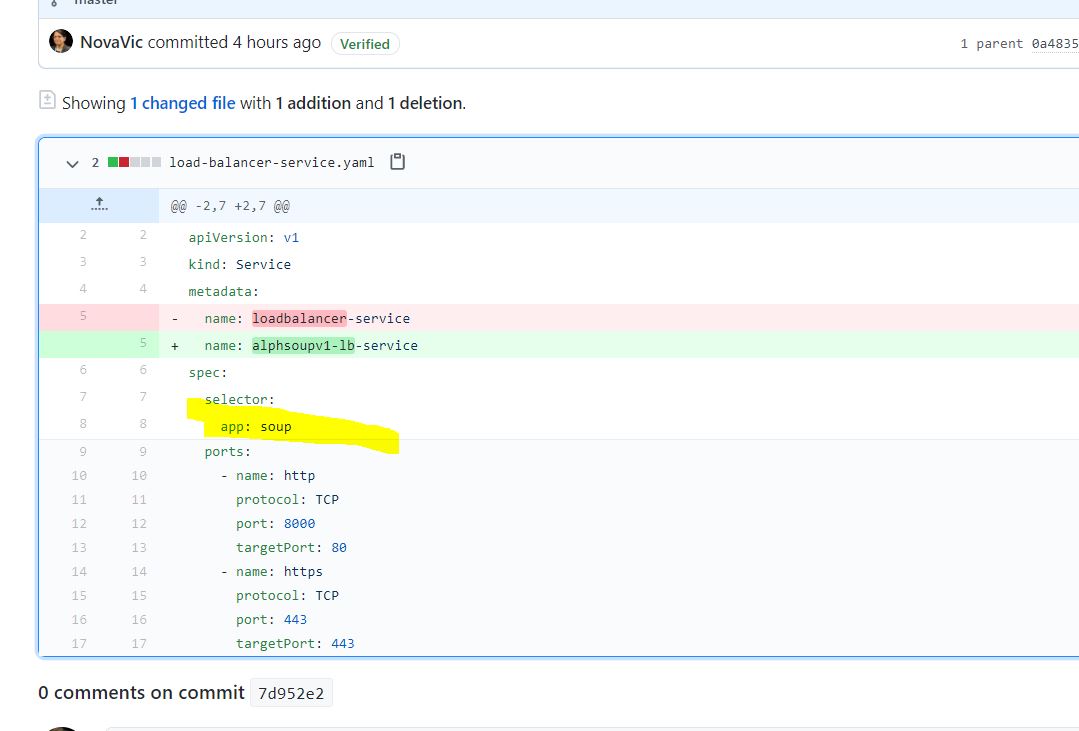 master
NovaVic committed 4 hours ago Verified
1 parent 0a4835
Showing 1 changed file with 1 addition and 1 deletion.
2 load-balancer-service.yaml
@@ -2,7 +2,7 @@
2 2 apiVersion: v1
3 3 kind: Service
4 4 metadata:
5 - name: loadbalancer-service
5 + name: alphsoupv1-lb-service
6 6 spec:
7 7 selector:
8 8 app: soup
9 9 ports:
10 10 - name: http
11 11 protocol: TCP
12 12 port: 8000
13 13 targetPort: 80
14 14 - name: https
15 15 protocol: TCP
16 16 port: 443
17 17 targetPort: 443
0 comments on commit 7d952e2